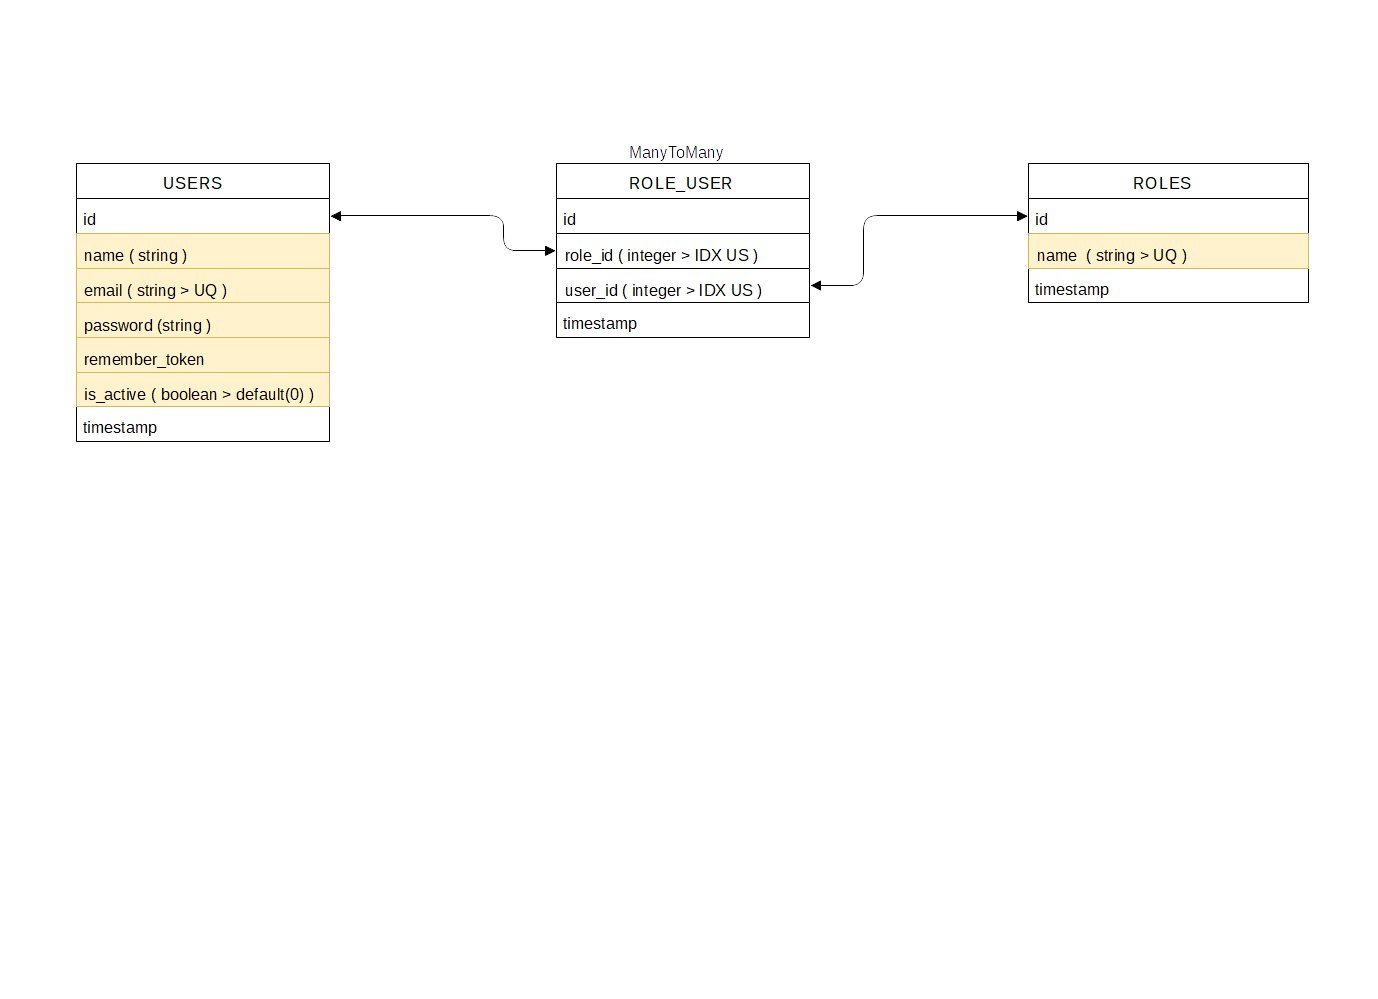 USERS
id
name ( string )
email ( string > UQ )
password (string )
remember_token
is_active ( boolean > default(0) )
timestamp
ManyToMany
ROLE_USER
id
role_id ( integer > IDX US )
user_id ( integer > IDX US )
timestamp
ROLES
id
name ( string > UQ )
timestamp